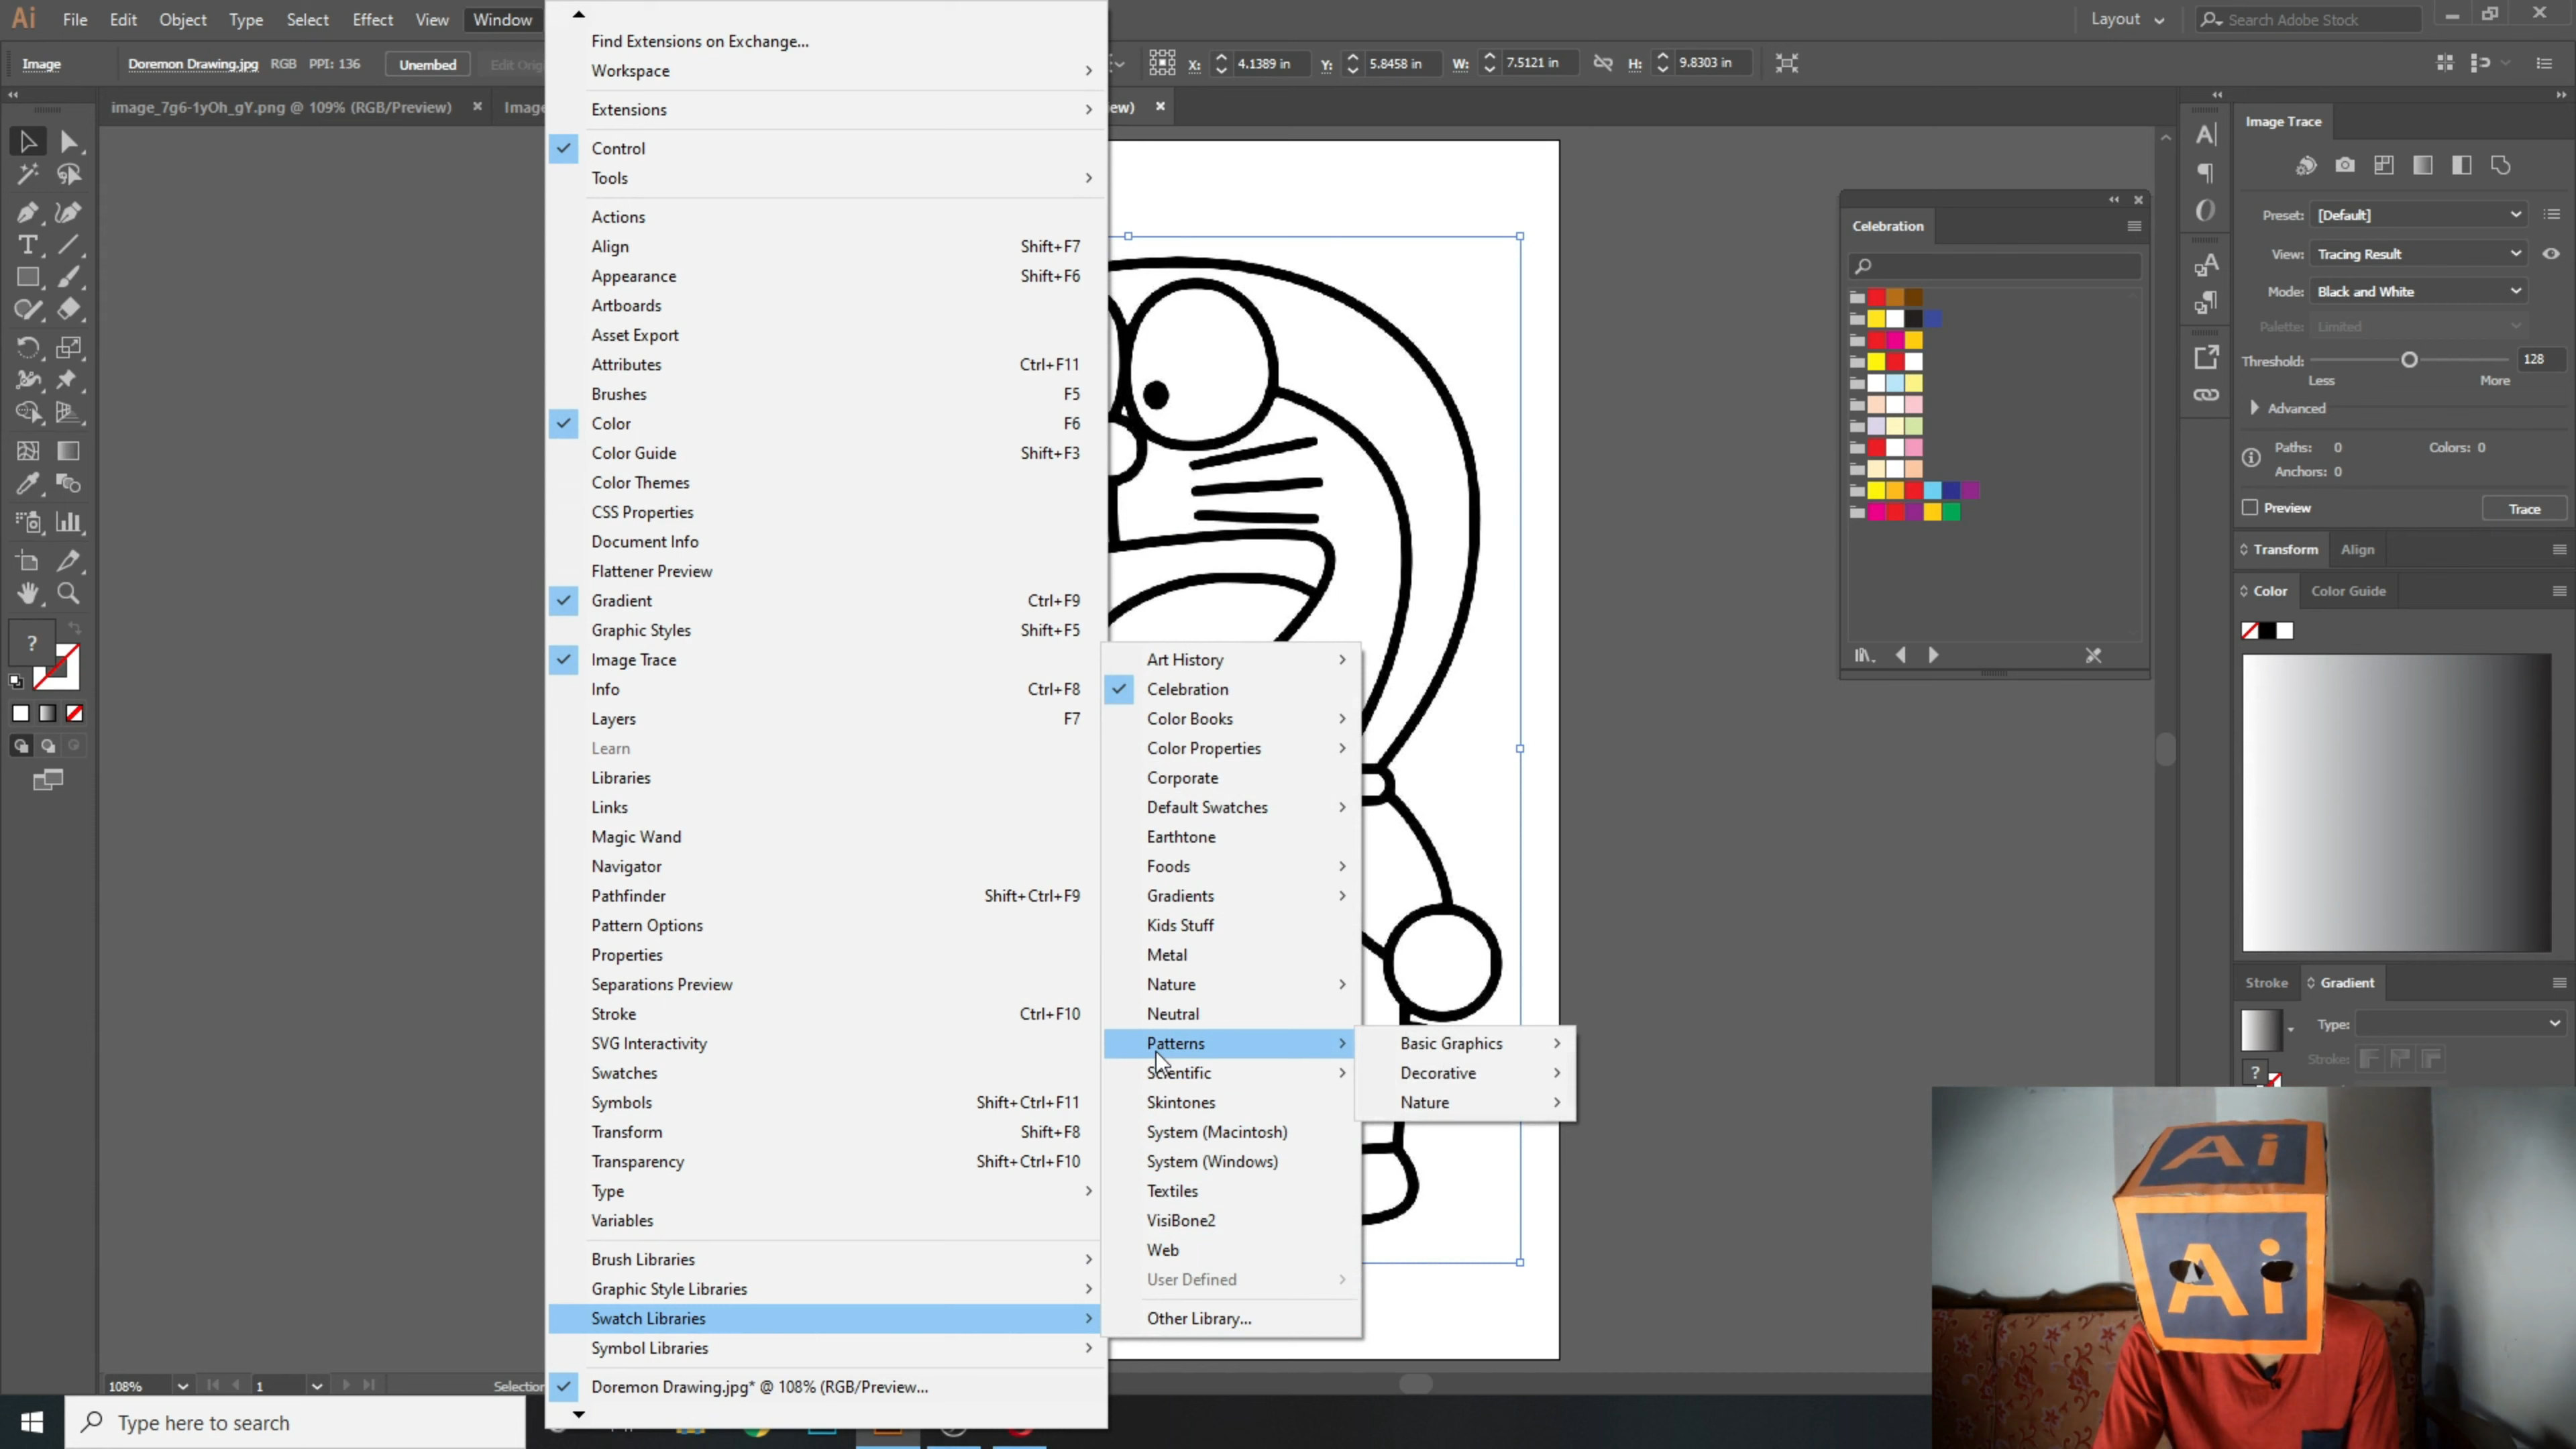 Ai File Edit Object Type Select Effect View Window
Layout
Search Adobe Stock
Image
Doremon Drawing.jpg RGB PPI: 136 Unembed
X: 4.1389 in Y: 5.8458 in W: 7.5121 in H: 9.8303 in
image_7g6-1yOh_gY.png @ 109% (RGB/Preview) ×
ew) ×
Find Extensions on Exchange...
Workspace
Extensions
Control
Tools
Actions
Align Shift+F7
Appearance Shift+F6
Artboards
Asset Export
Attributes Ctrl+F11
Brushes F5
Color F6
Color Guide Shift+F3
Color Themes
CSS Properties
Document Info
Flattener Preview
Gradient Ctrl+F9
Graphic Styles Shift+F5
Image Trace
Info Ctrl+F8
Layers F7
Learn
Libraries
Links
Magic Wand
Navigator
Pathfinder Shift+Ctrl+F9
Pattern Options
Properties
Separations Preview
Stroke Ctrl+F10
SVG Interactivity
Swatches
Symbols Shift+Ctrl+F11
Transform Shift+F8
Transparency Shift+Ctrl+F10
Type
Variables
Brush Libraries
Graphic Style Libraries
Swatch Libraries
Symbol Libraries
Doremon Drawing.jpg* @ 108% (RGB/Preview...
Art History
Celebration
Color Books
Color Properties
Corporate
Default Swatches
Earthtone
Foods
Gradients
Kids Stuff
Metal
Nature
Neutral
Patterns
Scientific
Skintones
System (Macintosh)
System (Windows)
Textiles
VisiBone2
Web
User Defined
Other Library...
Basic Graphics
Decorative
Nature
Celebration
Image Trace
Preset: [Default]
View: Tracing Result
Mode: Black and White
Palette: Limited
Threshold: 128
Less More
Advanced
Paths: 0 Colors: 0
Anchors: 0
Preview Trace
Transform Align
Color Color Guide
Stroke Gradient
Type:
Stroke:
?
?
Ai
Ai
108% 1
Type here to search